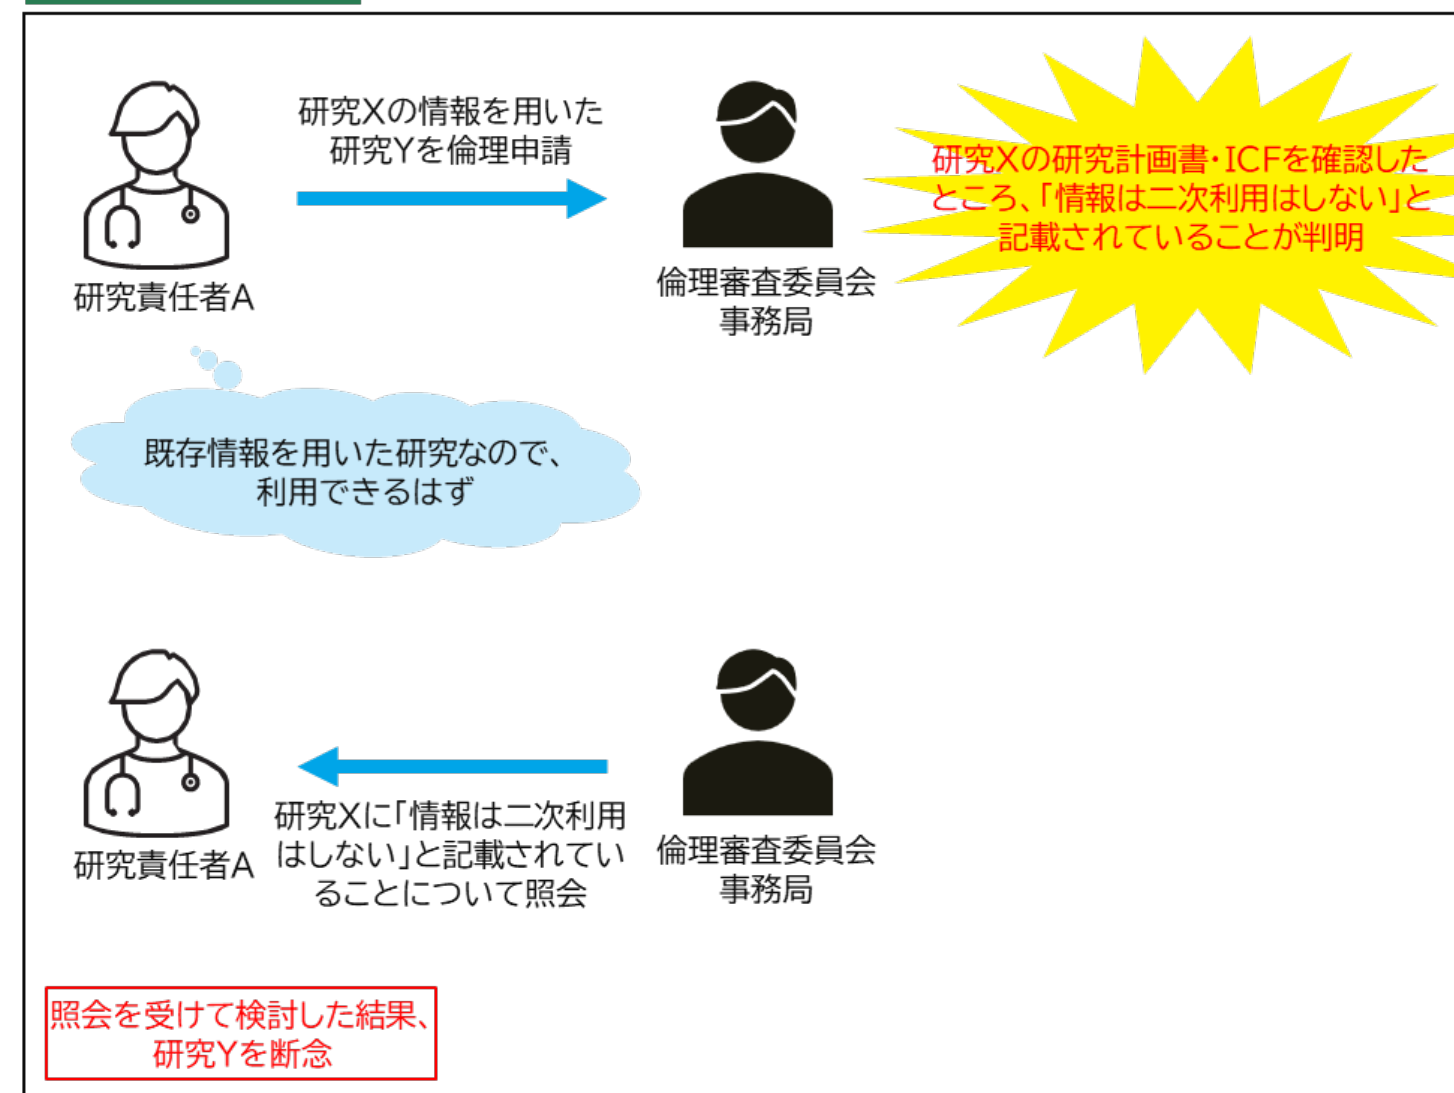 研究Xの情報を用いた
研究Yを倫理申請
研究責任者A
倫理審査委員会
事務局
研究Xの研究計画書・ICFを確認した
ところ、「情報は二次利用はしない」と
記載されていることが判明
既存情報を用いた研究なので、
利用できるはず
研究責任者A
研究Xに「情報は二次利用
はしない」と記載されてい
ることについて照会
倫理審査委員会
事務局
照会を受けて検討した結果、
研究Yを断念